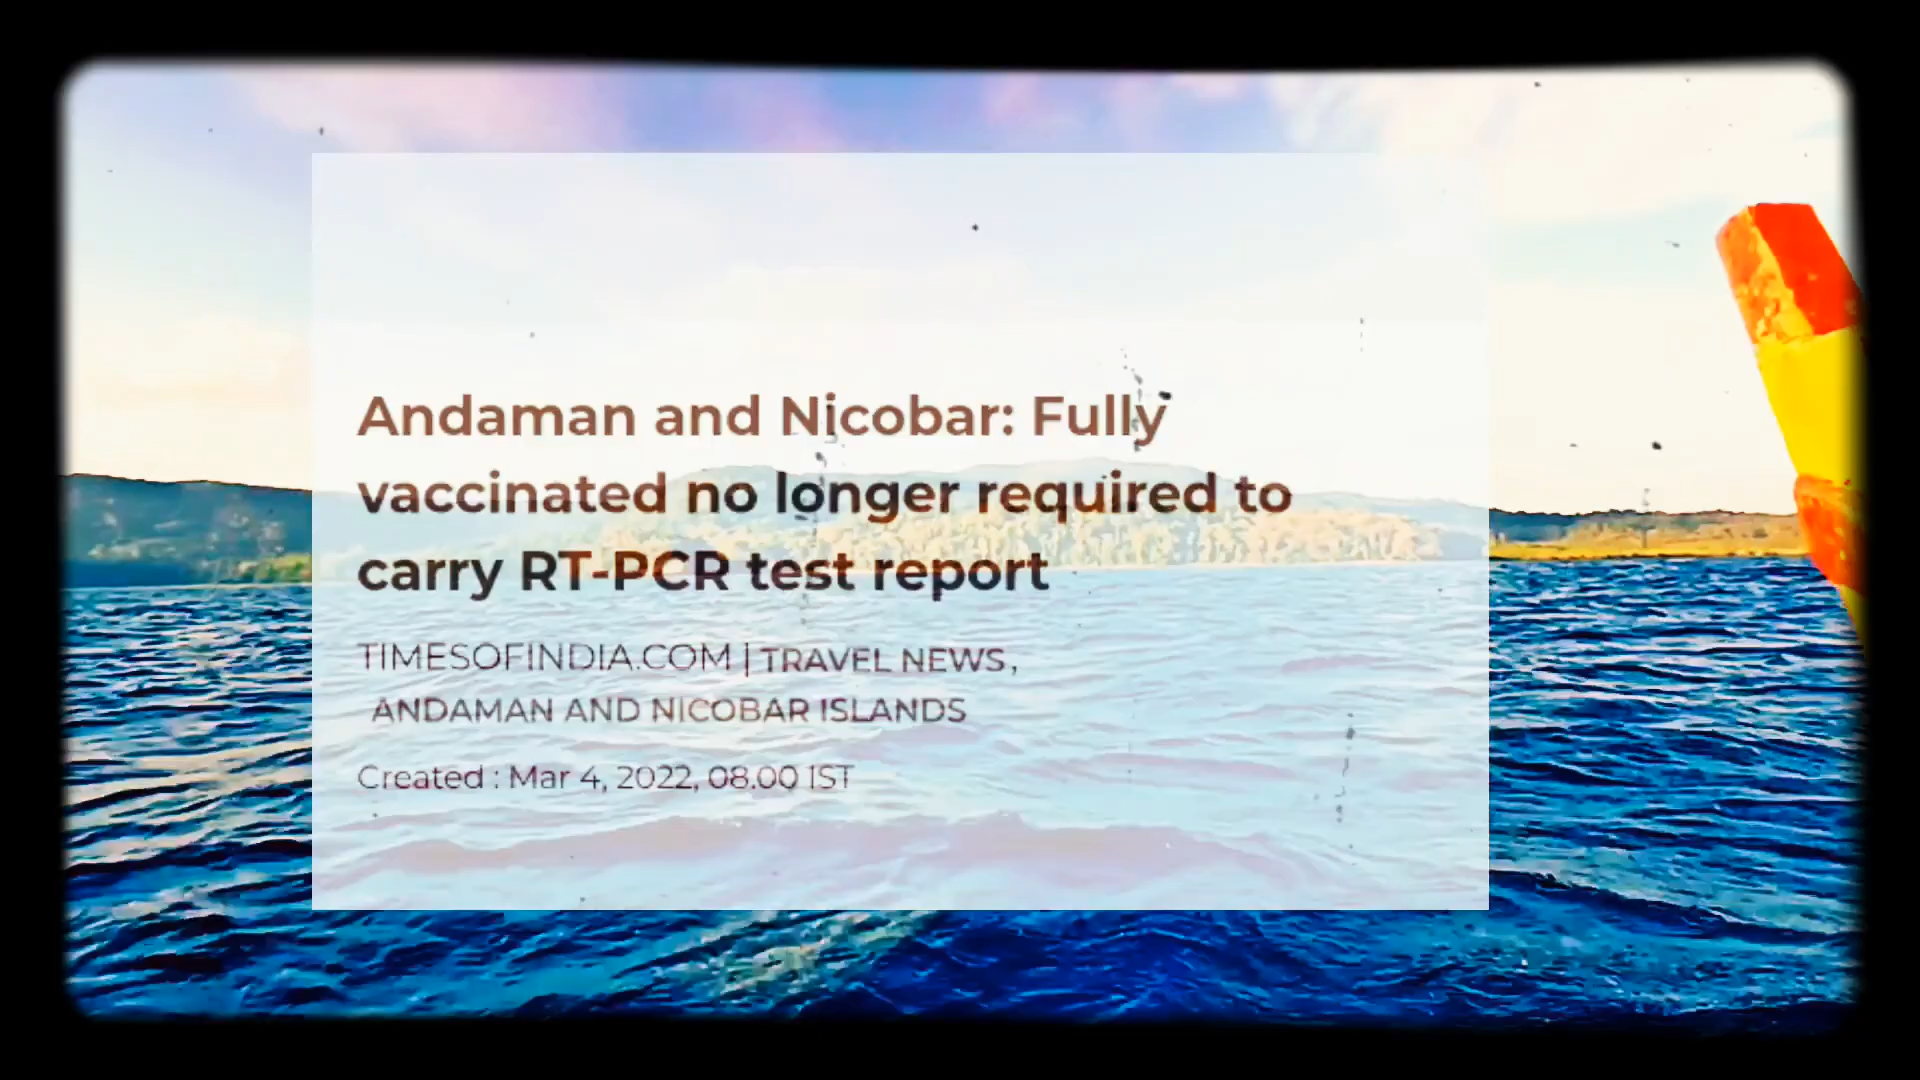 Andaman and Nicobar: Fully
vaccinated no longer required to
carry RT-PCR test report
TIMESOFINDIA.COM | TRAVEL NEWS,
ANDAMAN AND NICOBAR ISLANDS
Created : Mar 4, 2022, 08.00 IST